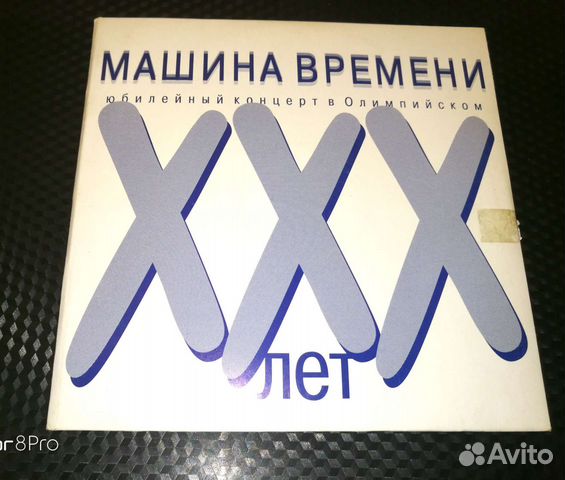 МАШИНА ВРЕМЕНИ
юбилейный концерт в Олимпийском
XXX
лет
8Pro
Avito